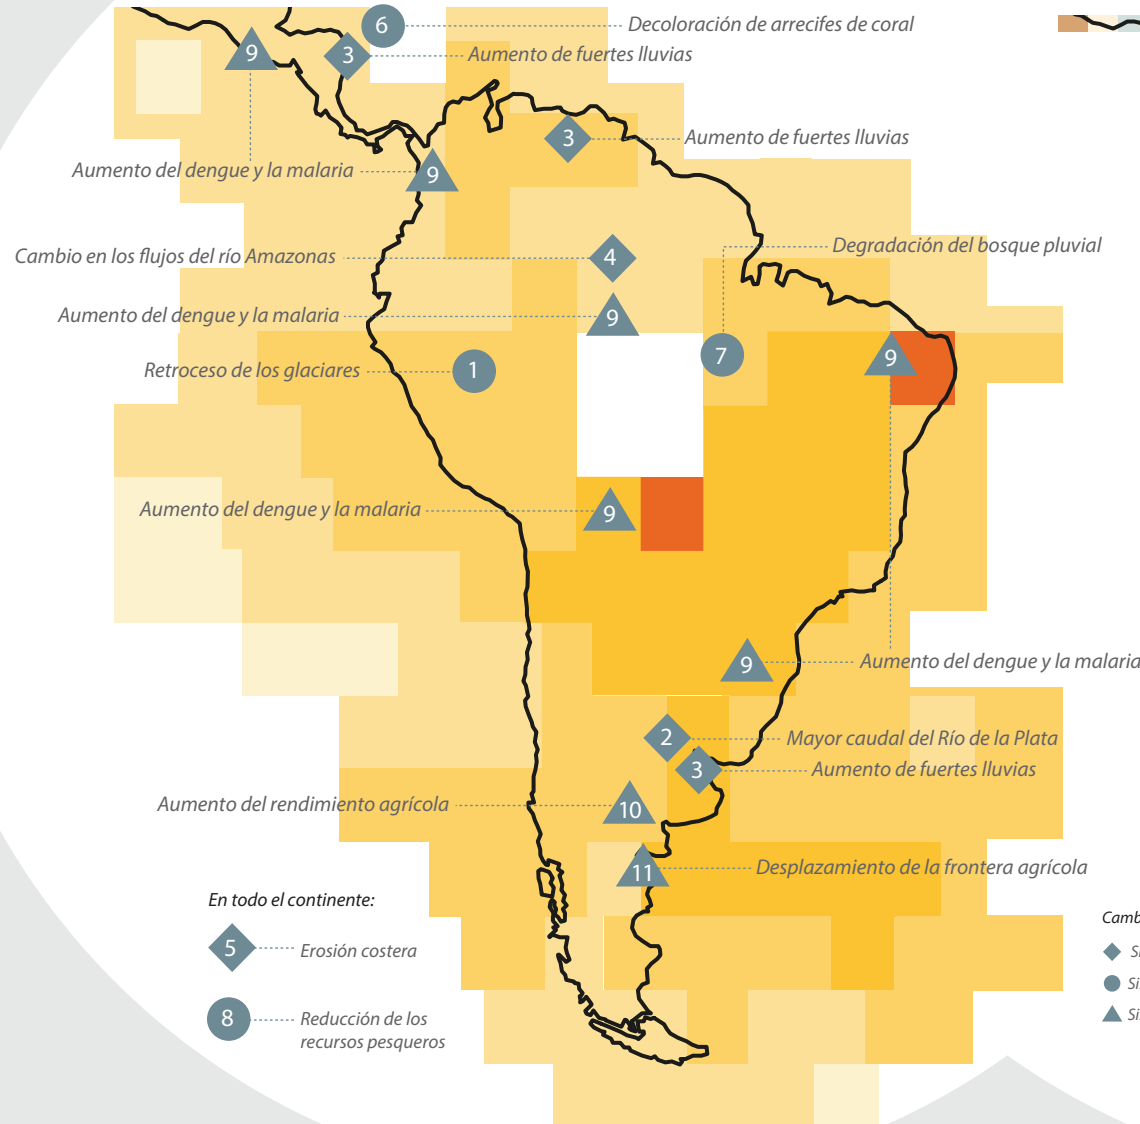 6
Decoloración de arrecifes de coral
9
3
Aumento de fuertes lluvias
3
Aumento de fuertes lluvias
Aumento del dengue y la malaria
9
Degradación del bosque pluvial
Cambio en los flujos del río Amazonas
4
Aumento del dengue y la malaria
9
7
9
Retroceso de los glaciares
1
Aumento del dengue y la malaria
9
9
Aumento del dengue y la malaria
2
Mayor caudal del Río de la Plata
3
Aumento de fuertes lluvias
Aumento del rendimiento agrícola
10
11
Desplazamiento de la frontera agrícola
En todo el continente:
5
Erosión costera
8
Reducción de los
recursos pesqueros